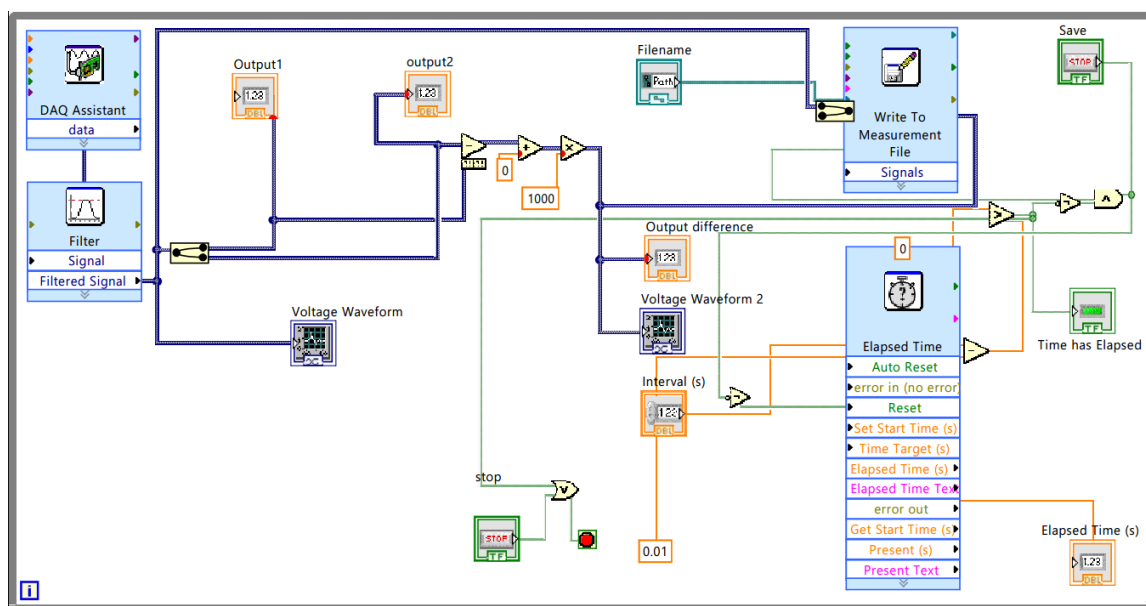 DAQ Assistant
data
Filter
Signal
Filtered Signal
Output1
1.23
DBL
output2
1.23
DBL
0
1000
Filename
Path
Write To
Measurement
File
Signals
Save
STOP
TF
Output difference
1.23
DBL
Voltage Waveform
Voltage Waveform 2
0
Elapsed Time
Auto Reset
error in (no error)
Reset
Set Start Time (s)
Time Target (s)
Elapsed Time (s)
Elapsed Time Text
error out
Get Start Time (s)
Present (s)
Present Text
TF
Time has Elapsed
Interval (s)
1.23
DBL
stop
STOP
TF
0.01
Elapsed Time (s)
1.23
DBL
i